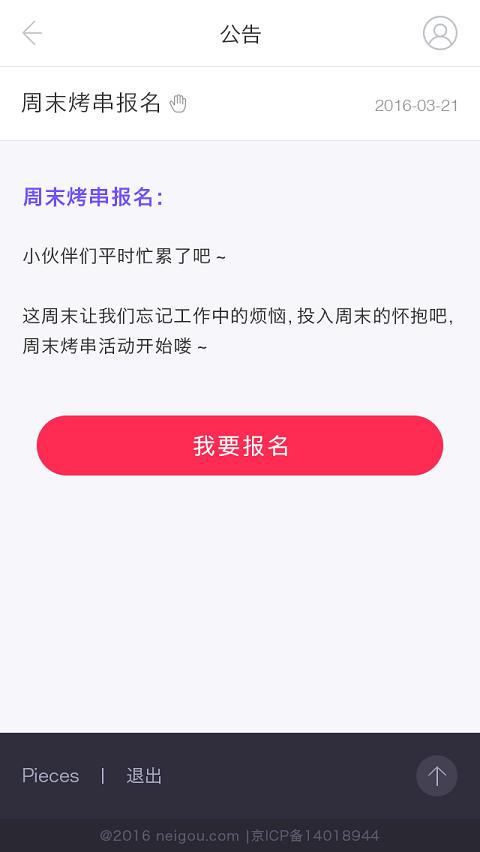 公告
周末烤串报名
2016-03-21
周末烤串报名：
小伙伴们平时忙累了吧 ~
这周末让我们忘记工作中的烦恼, 投入周末的怀抱吧,
周末烤串活动开始喽 ~
我要报名
Pieces | 退出
@2016 neigou.com |京ICP备14018944